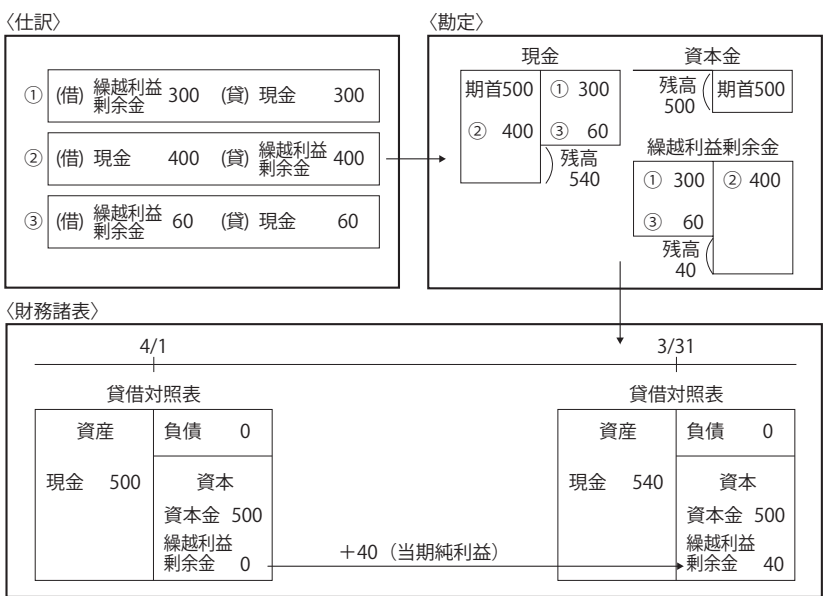 〈仕訳〉
① (借) 繰越利益剰余金 300 (貸) 現金 300
② (借) 現金 400 (貸) 繰越利益剰余金 400
③ (借) 繰越利益剰余金 60 (貸) 現金 60
〈勘定〉
現金
期首500 ① 300
② 400 ③ 60
残高
540
資本金
残高 期首500
500
繰越利益剰余金
① 300 ② 400
③ 60
残高
40
〈財務諸表〉
4/1 3/31
貸借対照表
資産 負債 0
現金 500 資本
資本金 500
繰越利益
剰余金 0
+40（当期純利益）
貸借対照表
資産 負債 0
現金 540 資本
資本金 500
繰越利益
剰余金 40